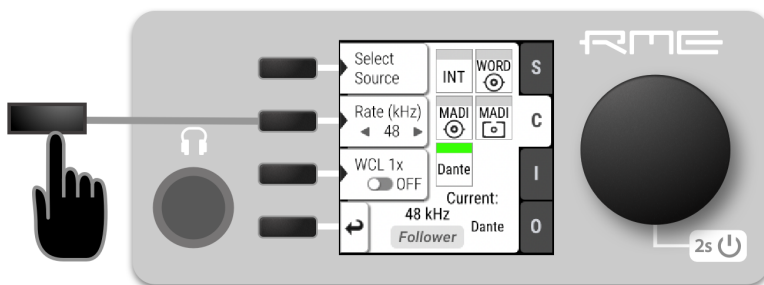 RME
Select
Source
INT
WORD
S
Rate (kHz)
◄ 48 ►
MADI
MADI
C
WCL 1x
OFF
Dante
I
Current:
48 kHz
Dante
Follower
O
2s